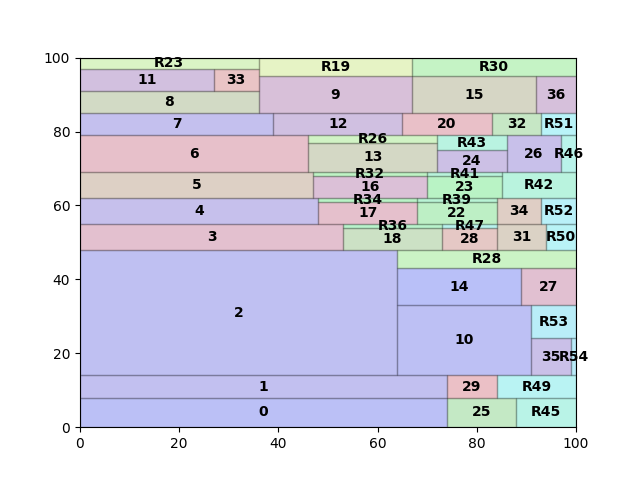 100
R23 R19 R30
11 33
8 9 15 36
80
7 12 20 32 R51
R26 R43
6 13 24 26 R46
R32 R41
5 16 23 R42
60
R34 R39
4 17 22 34 R52
R36 R47
3 18 28 31 R50
40
R28
14 27
2 10 R53
20
35 R54
1 29 R49
0 25 R45
0
0 20 40 60 80 100